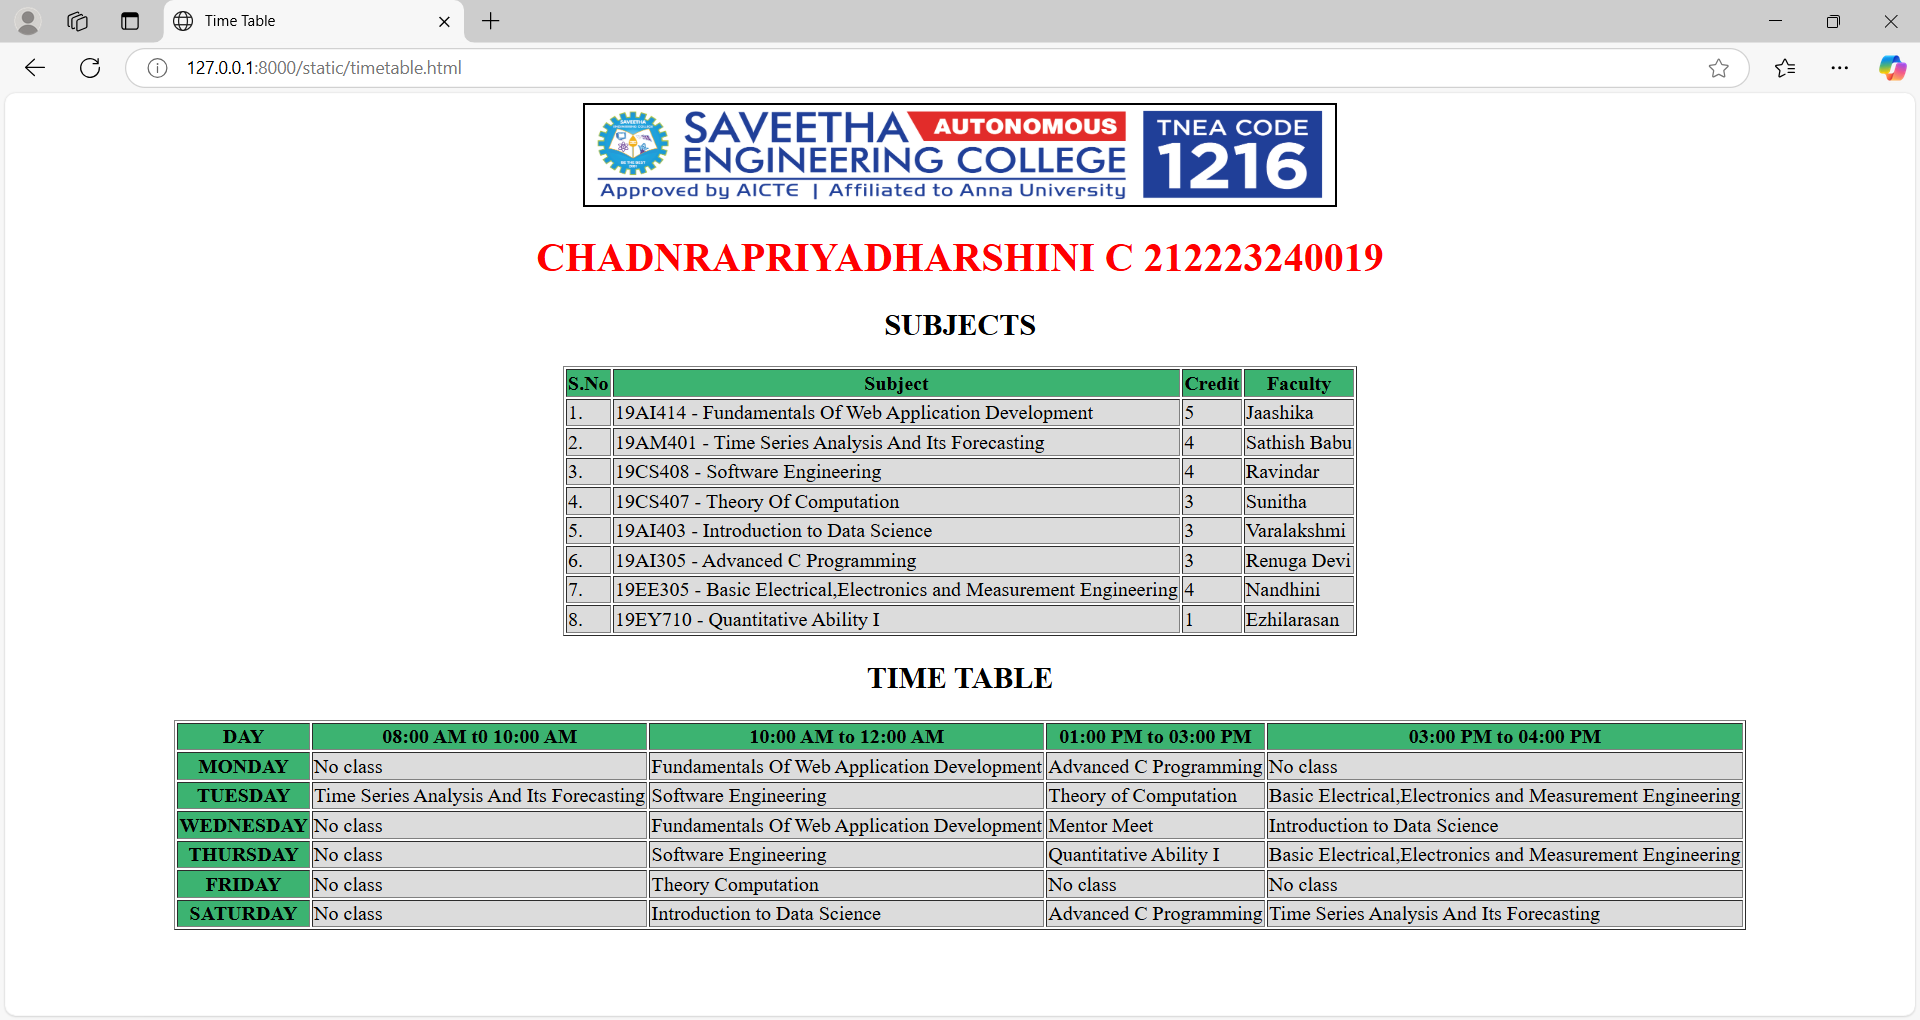 Time Table
127.0.0.1:8000/static/timetable.html
SAVEETHA AUTONOMOUS
ENGINEERING COLLEGE
Approved by AICTE | Affiliated to Anna University
TNEA CODE
1216
CHADNRAPRIYADHARSHINI C 212223240019
SUBJECTS
S.No Subject Credit Faculty
1. 19AI414 - Fundamentals Of Web Application Development 5 Jaashika
2. 19AM401 - Time Series Analysis And Its Forecasting 4 Sathish Babu
3. 19CS408 - Software Engineering 4 Ravindar
4. 19CS407 - Theory Of Computation 3 Sunitha
5. 19AI403 - Introduction to Data Science 3 Varalakshmi
6. 19AI305 - Advanced C Programming 3 Renuga Devi
7. 19EE305 - Basic Electrical,Electronics and Measurement Engineering 4 Nandhini
8. 19EY710 - Quantitative Ability I 1 Ezhilarasan
TIME TABLE
DAY 08:00 AM t0 10:00 AM 10:00 AM to 12:00 AM 01:00 PM to 03:00 PM 03:00 PM to 04:00 PM
MONDAY No class Fundamentals Of Web Application Development Advanced C Programming No class
TUESDAY Time Series Analysis And Its Forecasting Software Engineering Theory of Computation Basic Electrical,Electronics and Measurement Engineering
WEDNESDAY No class Fundamentals Of Web Application Development Mentor Meet Introduction to Data Science
THURSDAY No class Software Engineering Quantitative Ability I Basic Electrical,Electronics and Measurement Engineering
FRIDAY No class Theory Computation No class No class
SATURDAY No class Introduction to Data Science Advanced C Programming Time Series Analysis And Its Forecasting